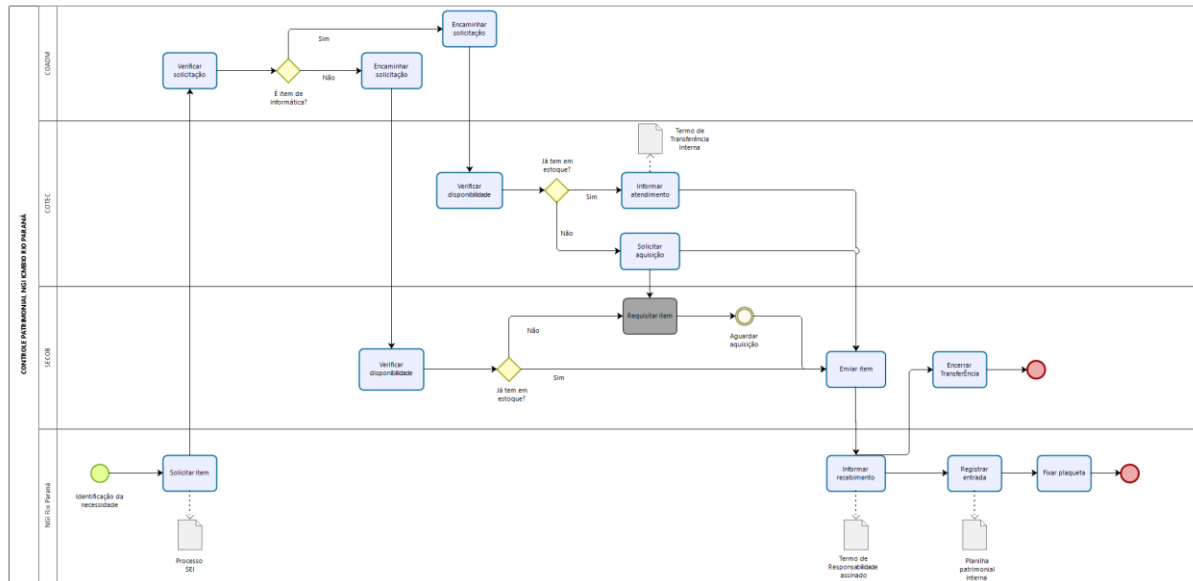 CONTROLE PATRIMONIAL NGI ICMBIO RIO PARANÁ
COADM
Verificar
solicitação
É item de
informática?
Sim
Não
Encaminhar
solicitação
Encaminhar
solicitação
COTEC
Verificar
disponibilidade
Já tem em
estoque?
Sim
Não
Termo de
Transferência
Interna
Informar
atendimento
Solicitar
aquisição
SECOB
Verificar
disponibilidade
Já tem em
estoque?
Não
Sim
Requisitar item
Aguardar
aquisição
Enviar item
Encerrar
TransferÊncia
NGI Rio Paraná
Identificação da
necessidade
Solicitar item
Processo
SEI
Informar
recebimento
Termo de
Responsabilidade
assinado
Registrar
entrada
Planilha
patrimonial
interna
Fixar plaqueta